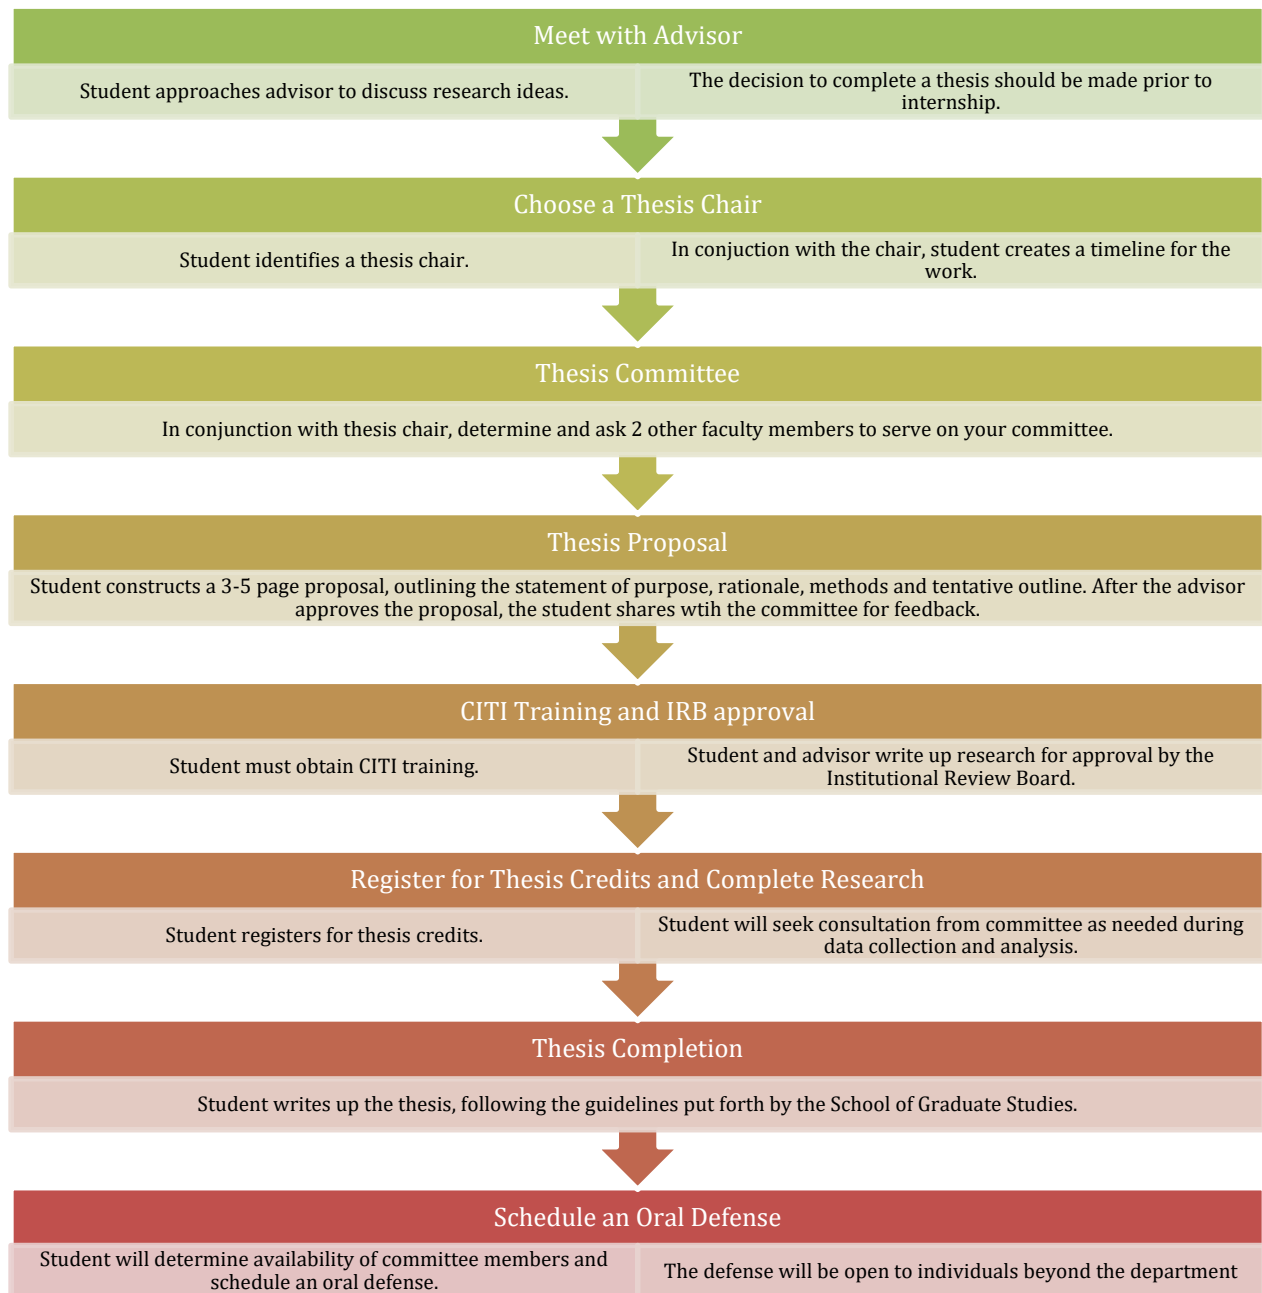 Meet with Advisor
Student approaches advisor to discuss research ideas.
The decision to complete a thesis should be made prior to
internship.
Choose a Thesis Chair
Student identifies a thesis chair.
In conjuction with the chair, student creates a timeline for the
work.
Thesis Committee
In conjunction with thesis chair, determine and ask 2 other faculty members to serve on your committee.
Thesis Proposal
Student constructs a 3-5 page proposal, outlining the statement of purpose, rationale, methods and tentative outline. After the advisor
approves the proposal, the student shares wtih the committee for feedback.
CITI Training and IRB approval
Student must obtain CITI training.
Student and advisor write up research for approval by the
Institutional Review Board.
Register for Thesis Credits and Complete Research
Student registers for thesis credits.
Student will seek consultation from committee as needed during
data collection and analysis.
Thesis Completion
Student writes up the thesis, following the guidelines put forth by the School of Graduate Studies.
Schedule an Oral Defense
Student will determine availability of committee members and
schedule an oral defense.
The defense will be open to individuals beyond the department